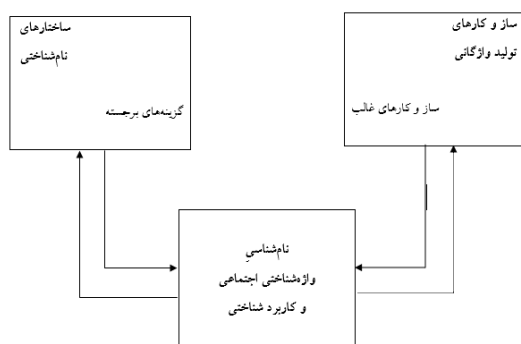 ساز و کارهای
تولید واژگانی
ساز و کارهای غالب
ساختارهای
نام‌شناختی
گزینه‌های برجسته
نام‌شناسیِ
واژه‌شناختی اجتماعی
و کاربرد شناختی